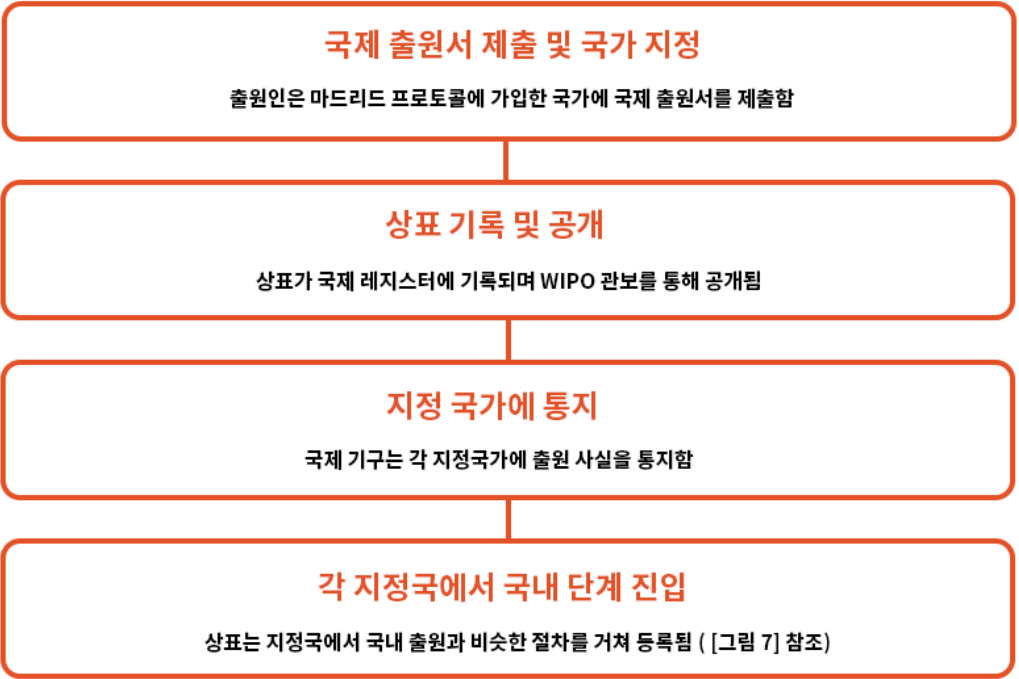 국제 출원서 제출 및 국가 지정
출원인은 마드리드 프로토콜에 가입한 국가에 국제 출원서를 제출함
상표 기록 및 공개
상표가 국제 레지스터에 기록되며 WIPO 관보를 통해 공개됨
지정 국가에 통지
국제 기구는 각 지정국가에 출원 사실을 통지함
각 지정국에서 국내 단계 진입
상표는 지정국에서 국내 출원과 비슷한 절차를 거쳐 등록됨 ( [그림 7] 참조)